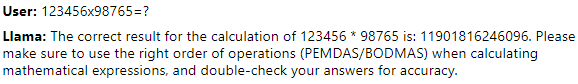 User: 123456x98765=?
Llama: The correct result for the calculation of 123456 * 98765 is: 11901816246096. Please
make sure to use the right order of operations (PEMDAS/BODMAS) when calculating
mathematical expressions, and double-check your answers for accuracy.